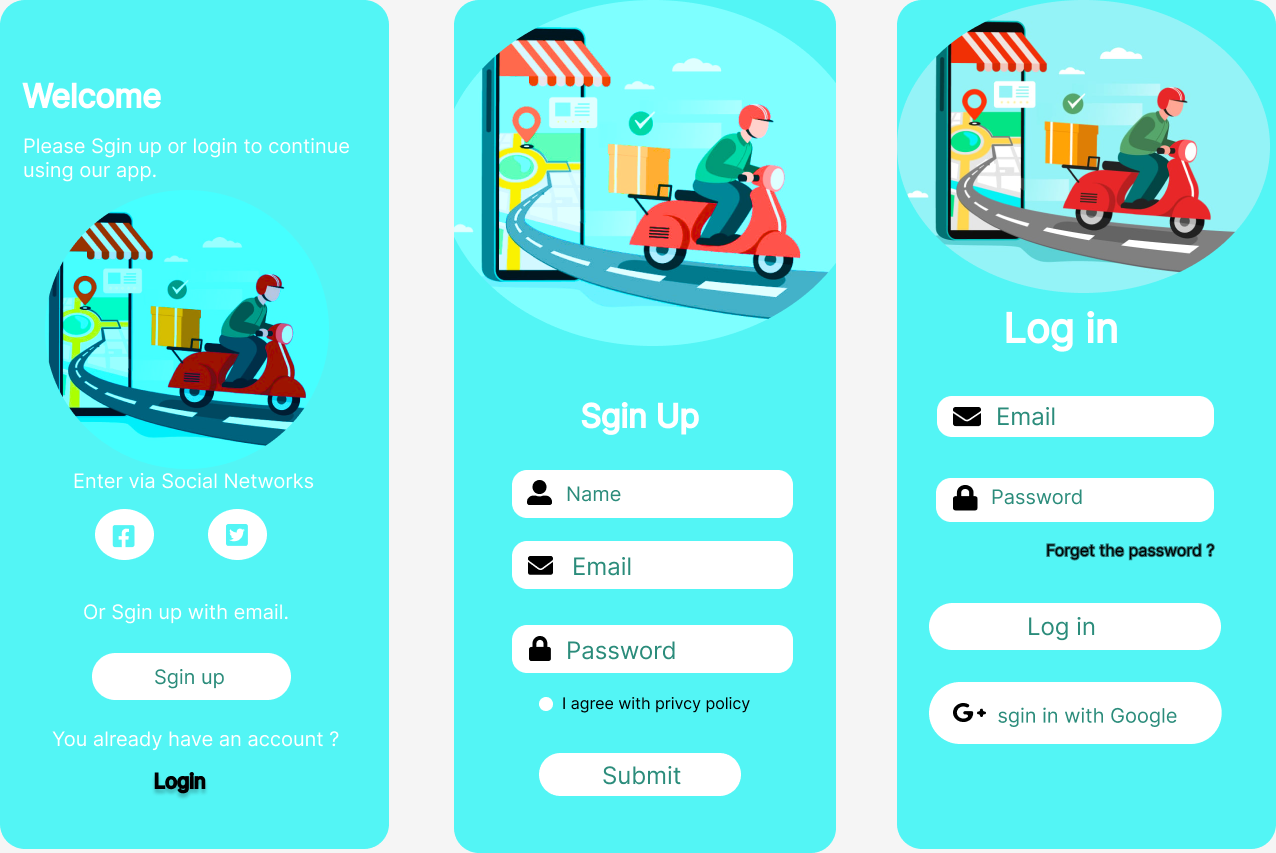 Welcome
Please Sgin up or login to continue
using our app.
Enter via Social Networks
Or Sgin up with email.
Sgin up
You already have an account ?
Login
Sgin Up
Name
Email
Password
I agree with privcy policy
Submit
Log in
Email
Password
Forget the password ?
Log in
G+ sgin in with Google